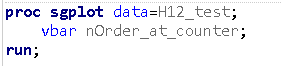 proc sgplot data=H12_test;
    vbar nOrder_at_counter;
run;